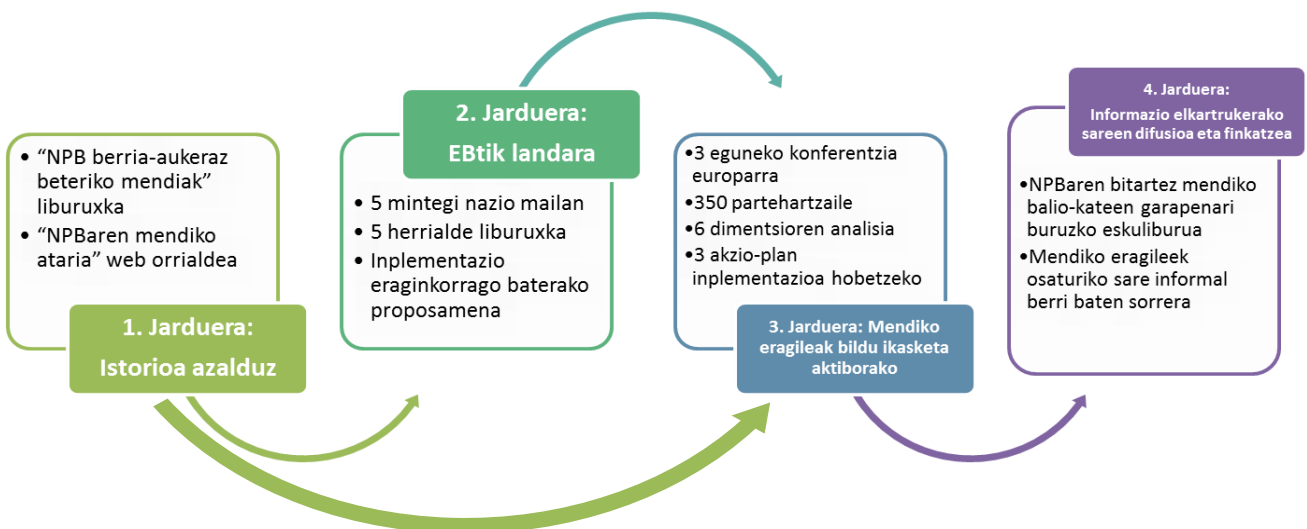 • “NPB berria-aukeraz
beteriko mendiak”
liburuxka
• “NPBaren mendiko
ataria” web orrialdea
1. Jarduera:
Istorioa azalduz
2. Jarduera:
EBtik landara
• 5 mintegi nazio mailan
• 5 herrialde liburuxka
• Inplementazio
eraginkorrago baterako
proposamena
•3 eguneko konferentzia
europarra
•350 partehartzaile
•6 dimentsioren analisia
•3 akzio-plan
inplementazioa hobetzeko
3. Jarduera: Mendiko
eragileak bildu ikasketa
aktiborako
4. Jarduera:
Informazio elkartrukerako
sareen difusioa eta finkatzea
•NPBaren bitartez mendiko
balio-kateen garapenari
buruzko eskuliburua
•Mendiko eragileek
osaturiko sare informal
berri baten sorrera